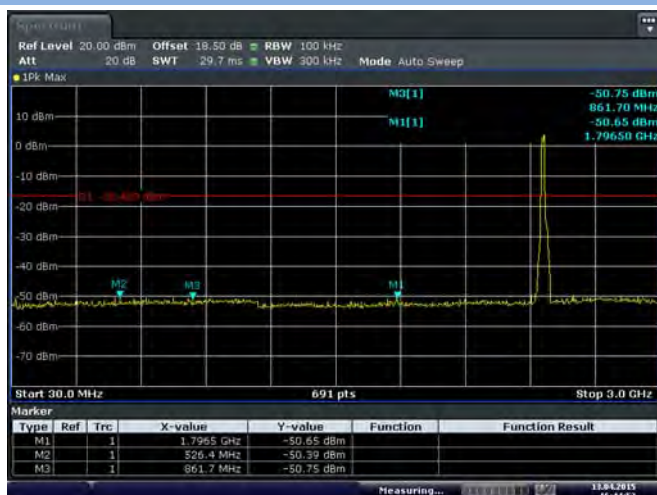 Spectrum
Ref Level 20.00 dBm Offset 18.50 dB RBW 100 kHz
Att 20 dB SWT 29.7 ms VBW 300 kHz Mode Auto Sweep
1Pk Max
M3[1] -50.75 dBm
861.70 MHz
10 dBm
M1[1] -50.65 dBm
1.79650 GHz
0 dBm
-10 dBm
D1
-20 dBm
-30 dBm
-40 dBm
M2 M3 M1
-50 dBm
-60 dBm
-70 dBm
Start 30.0 MHz 691 pts Stop 3.0 GHz
Marker
Type Ref Trc X-value Y-value Function Function Result
M1 1 1.7965 GHz -50.65 dBm
M2 1 526.4 MHz -50.39 dBm
M3 1 861.7 MHz -50.75 dBm
Measuring... 13.04.2015